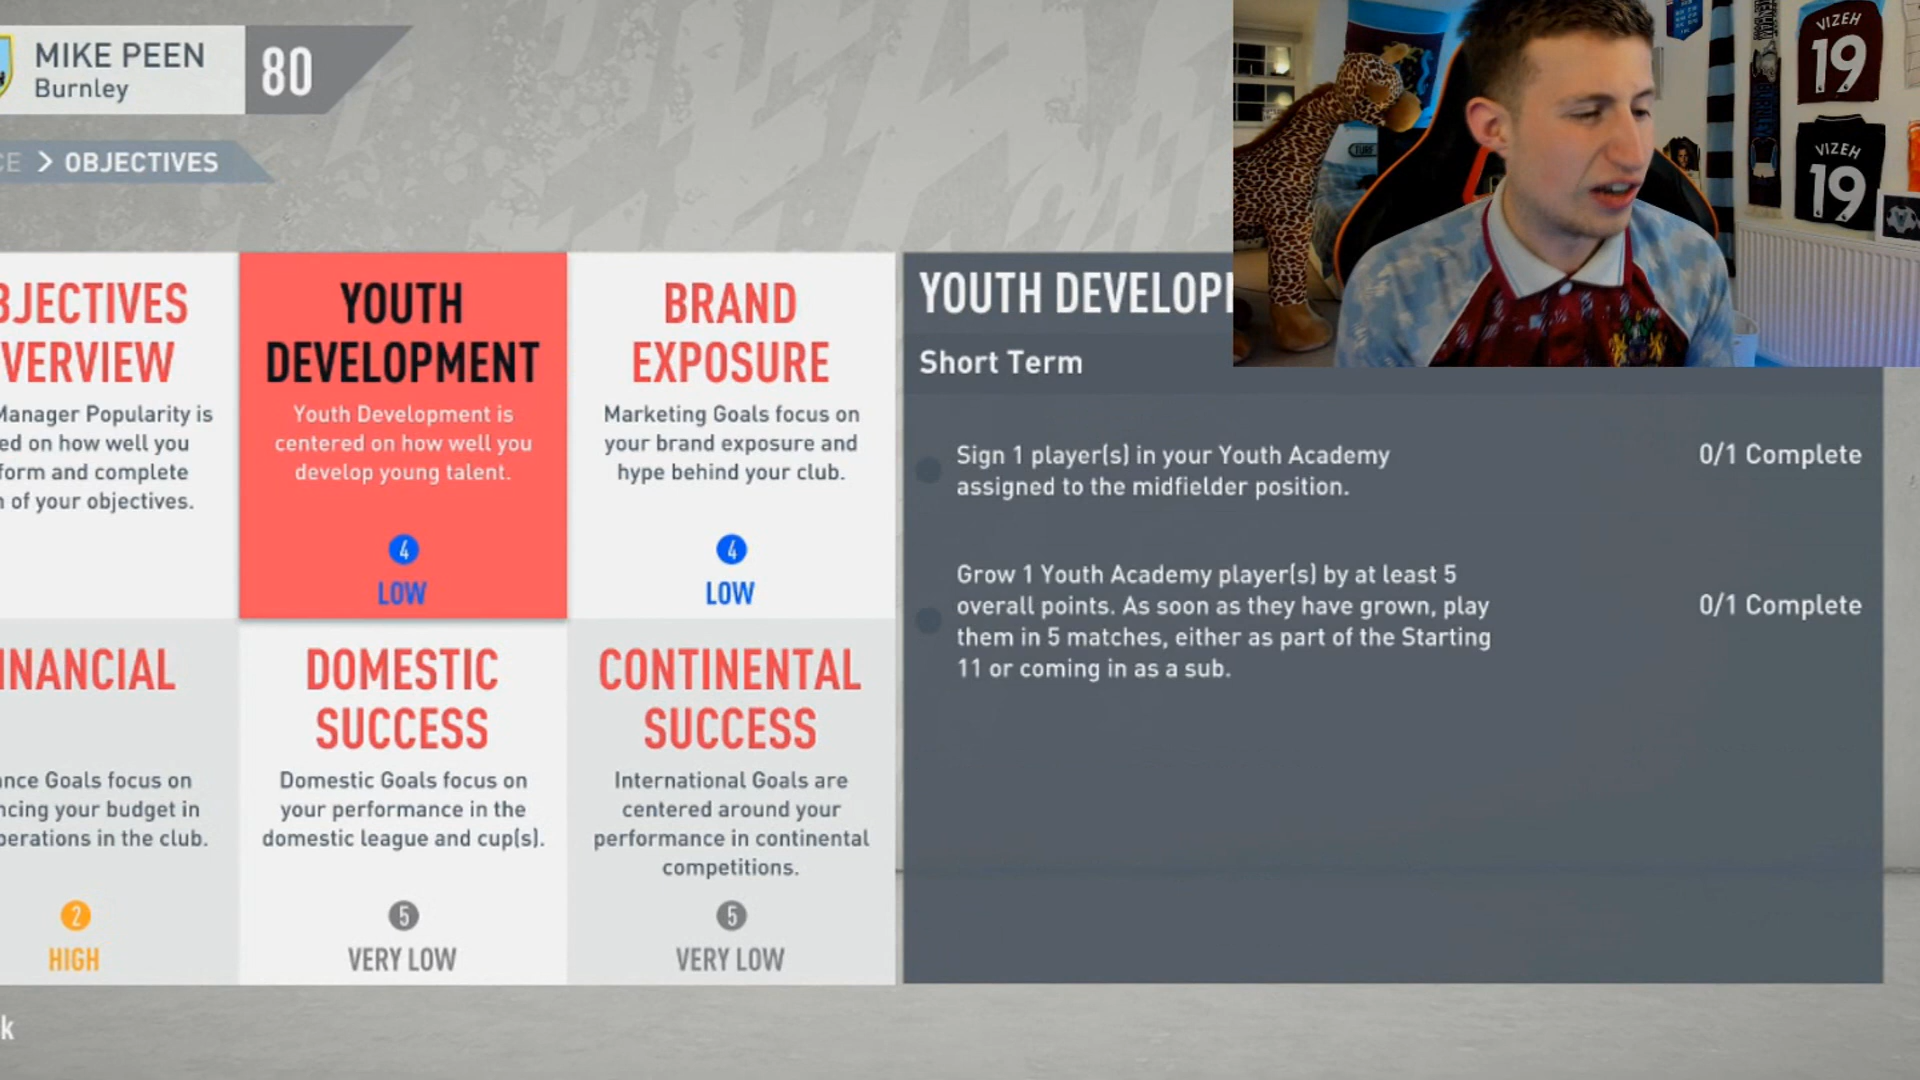 MIKE PEEN
Burnley
80
CE > OBJECTIVES
BJECTIVES
VERVIEW
Manager Popularity is
ed on how well you
form and complete
h of your objectives.
YOUTH
DEVELOPMENT
Youth Development is
centered on how well you
develop young talent.
4
LOW
BRAND
EXPOSURE
Marketing Goals focus on
your brand exposure and
hype behind your club.
4
LOW
INANCIAL
ance Goals focus on
ncing your budget in
perations in the club.
2
HIGH
DOMESTIC
SUCCESS
Domestic Goals focus on
your performance in the
domestic league and cup(s).
5
VERY LOW
CONTINENTAL
SUCCESS
International Goals are
centered around your
performance in continental
competitions.
5
VERY LOW
YOUTH DEVELOP
Short Term
Sign 1 player(s) in your Youth Academy
assigned to the midfielder position.
0/1 Complete
Grow 1 Youth Academy player(s) by at least 5
overall points. As soon as they have grown, play
them in 5 matches, either as part of the Starting
11 or coming in as a sub.
0/1 Complete
VIZEH
19
VIZEH
19
TURF
k